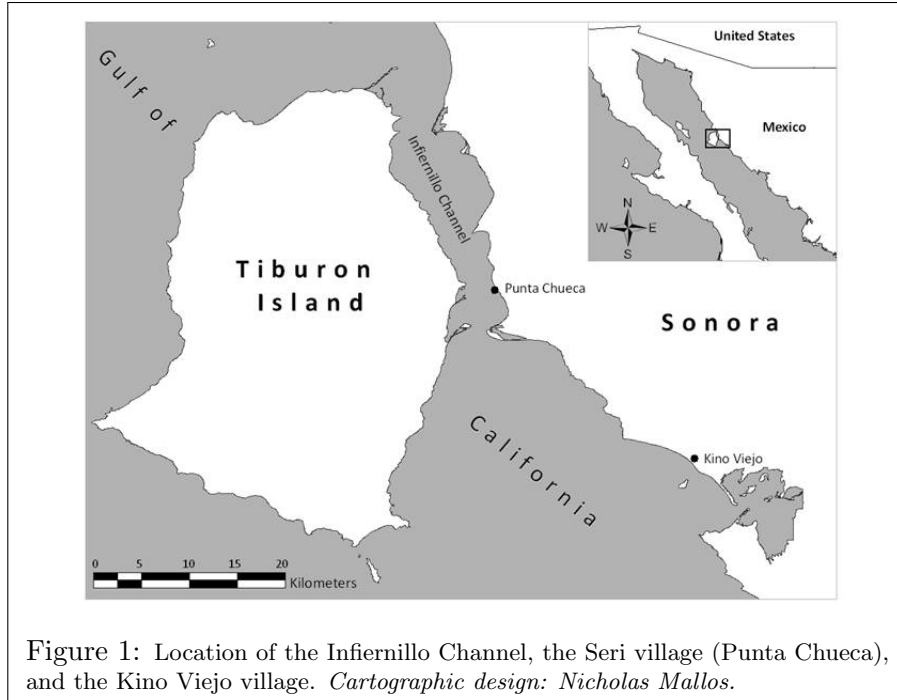 Gulf of
United States
Mexico
N
W E
S
Infiernillo Channel
Tiburon
Island
Punta Chueca
Sonora
California
Kino Viejo
0 5 10 15 20
Kilometers
Figure 1: Location of the Infiernillo Channel, the Seri village (Punta Chueca),
and the Kino Viejo village. Cartographic design: Nicholas Mallos.